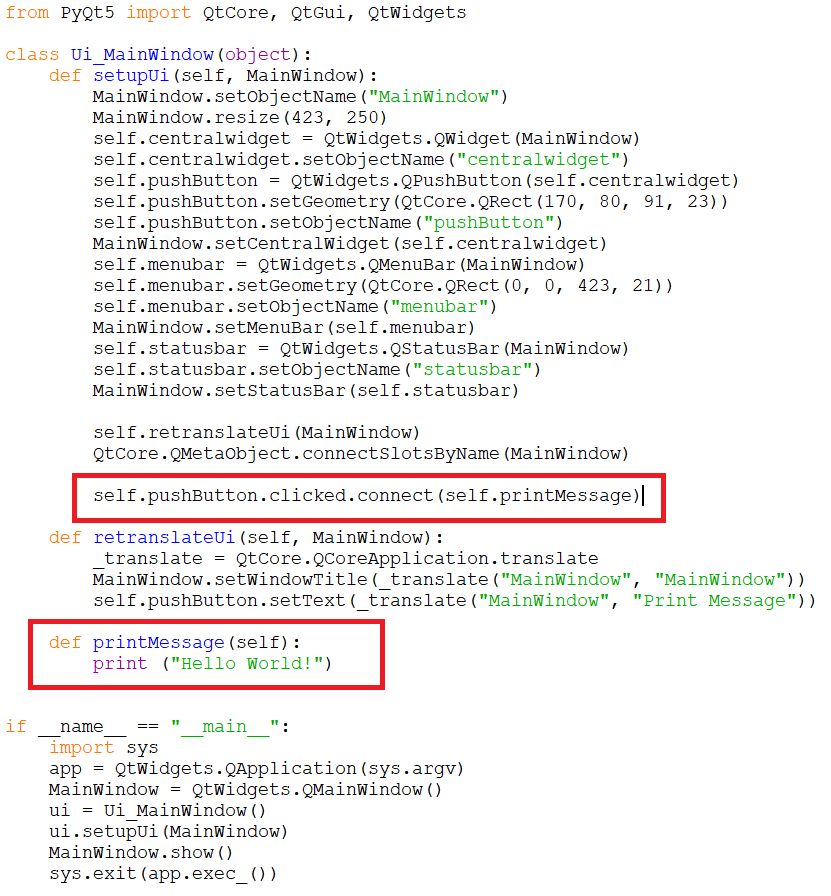 from PyQt5 import QtCore, QtGui, QtWidgets

class Ui_MainWindow(object):
    def setupUi(self, MainWindow):
        MainWindow.setObjectName("MainWindow")
        MainWindow.resize(423, 250)
        self.centralwidget = QtWidgets.QWidget(MainWindow)
        self.centralwidget.setObjectName("centralwidget")
        self.pushButton = QtWidgets.QPushButton(self.centralwidget)
        self.pushButton.setGeometry(QtCore.QRect(170, 80, 91, 23))
        self.pushButton.setObjectName("pushButton")
        MainWindow.setCentralWidget(self.centralwidget)
        self.menubar = QtWidgets.QMenuBar(MainWindow)
        self.menubar.setGeometry(QtCore.QRect(0, 0, 423, 21))
        self.menubar.setObjectName("menubar")
        MainWindow.setMenuBar(self.menubar)
        self.statusbar = QtWidgets.QStatusBar(MainWindow)
        self.statusbar.setObjectName("statusbar")
        MainWindow.setStatusBar(self.statusbar)

        self.retranslateUi(MainWindow)
        QtCore.QMetaObject.connectSlotsByName(MainWindow)

        self.pushButton.clicked.connect(self.printMessage)

    def retranslateUi(self, MainWindow):
        _translate = QtCore.QCoreApplication.translate
        MainWindow.setWindowTitle(_translate("MainWindow", "MainWindow"))
        self.pushButton.setText(_translate("MainWindow", "Print Message"))

    def printMessage(self):
        print ("Hello World!")


if __name__ == "__main__":
    import sys
    app = QtWidgets.QApplication(sys.argv)
    MainWindow = QtWidgets.QMainWindow()
    ui = Ui_MainWindow()
    ui.setupUi(MainWindow)
    MainWindow.show()
    sys.exit(app.exec_())